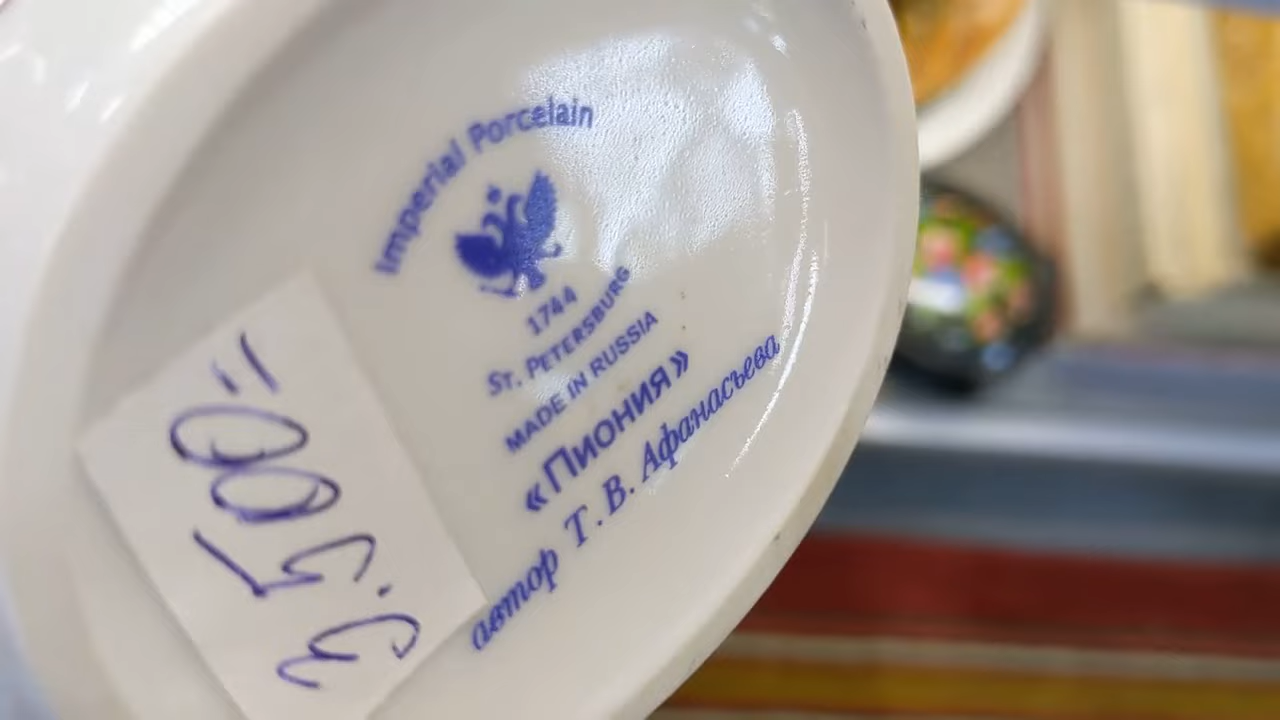 Imperial Porcelain
1744
ST. PETERSBURG
MADE IN RUSSIA
«Пиония»
автор Т. В. Афанасьева
3.500=